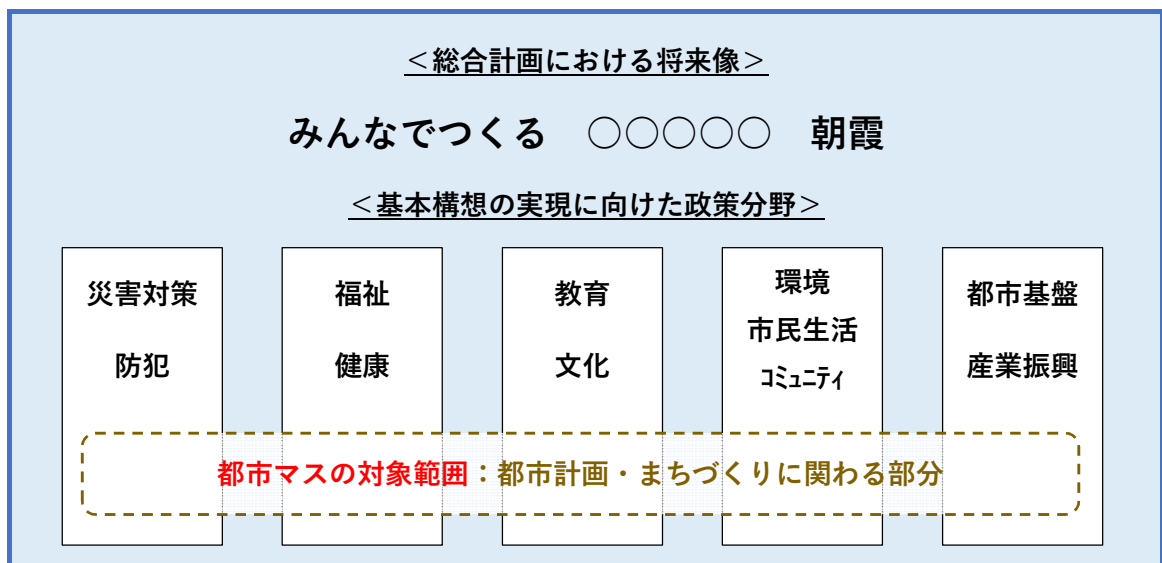 ＜総合計画における将来像＞
みんなでつくる　○○○○○　朝霞
＜基本構想の実現に向けた政策分野＞
災害対策
防犯
福祉
健康
教育
文化
環境
市民生活
ｺﾐｭﾆﾃｨ
都市基盤
産業振興
都市マスの対象範囲：都市計画・まちづくりに関わる部分